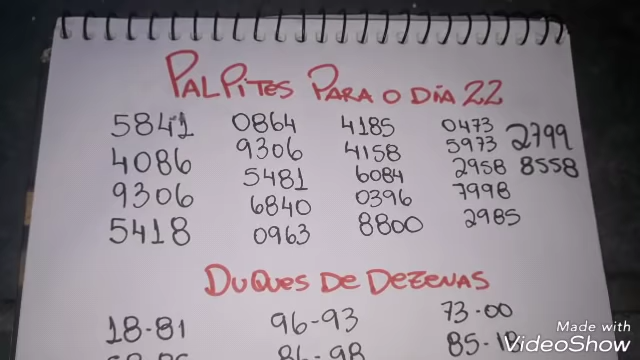 PALPITES PARA O DIA 22
5841 0864 4185 0473 2799
4086 9306 4158 5973 8558
9306 5481 6084 2958
5418 6840 0396 7998
0963 8800 2985
DUQUES DE DEZENAS
18-81 96-93 73-00
86-98 85-18
Made with
VideoShow